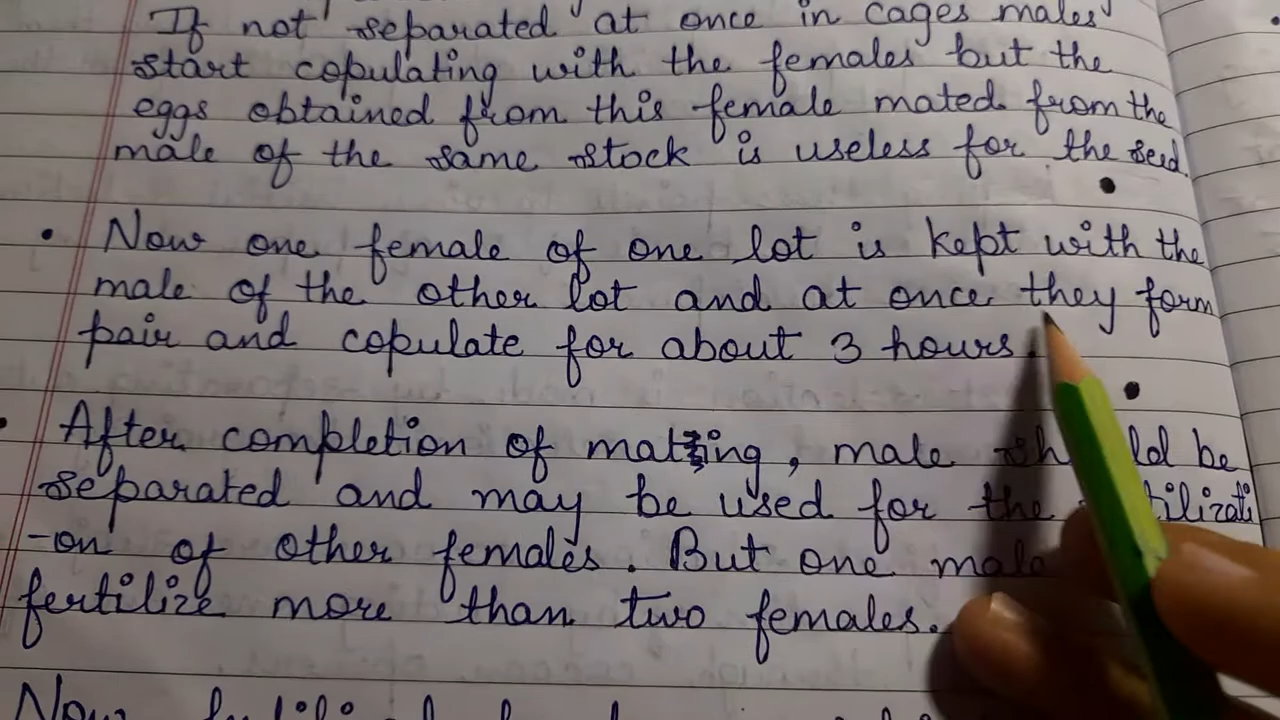 If not separated at once in cages males
start copulating with the females but the
eggs obtained from this female mated from the
male of the same stock is useless for the seed.
• Now one female of one lot is kept with the
male of the other lot and at once they form
pair and copulate for about 3 hours.
• After completion of mating, male should be
separated and may be used for the
-on of other females. But one male
fertilize more than two females.
Now